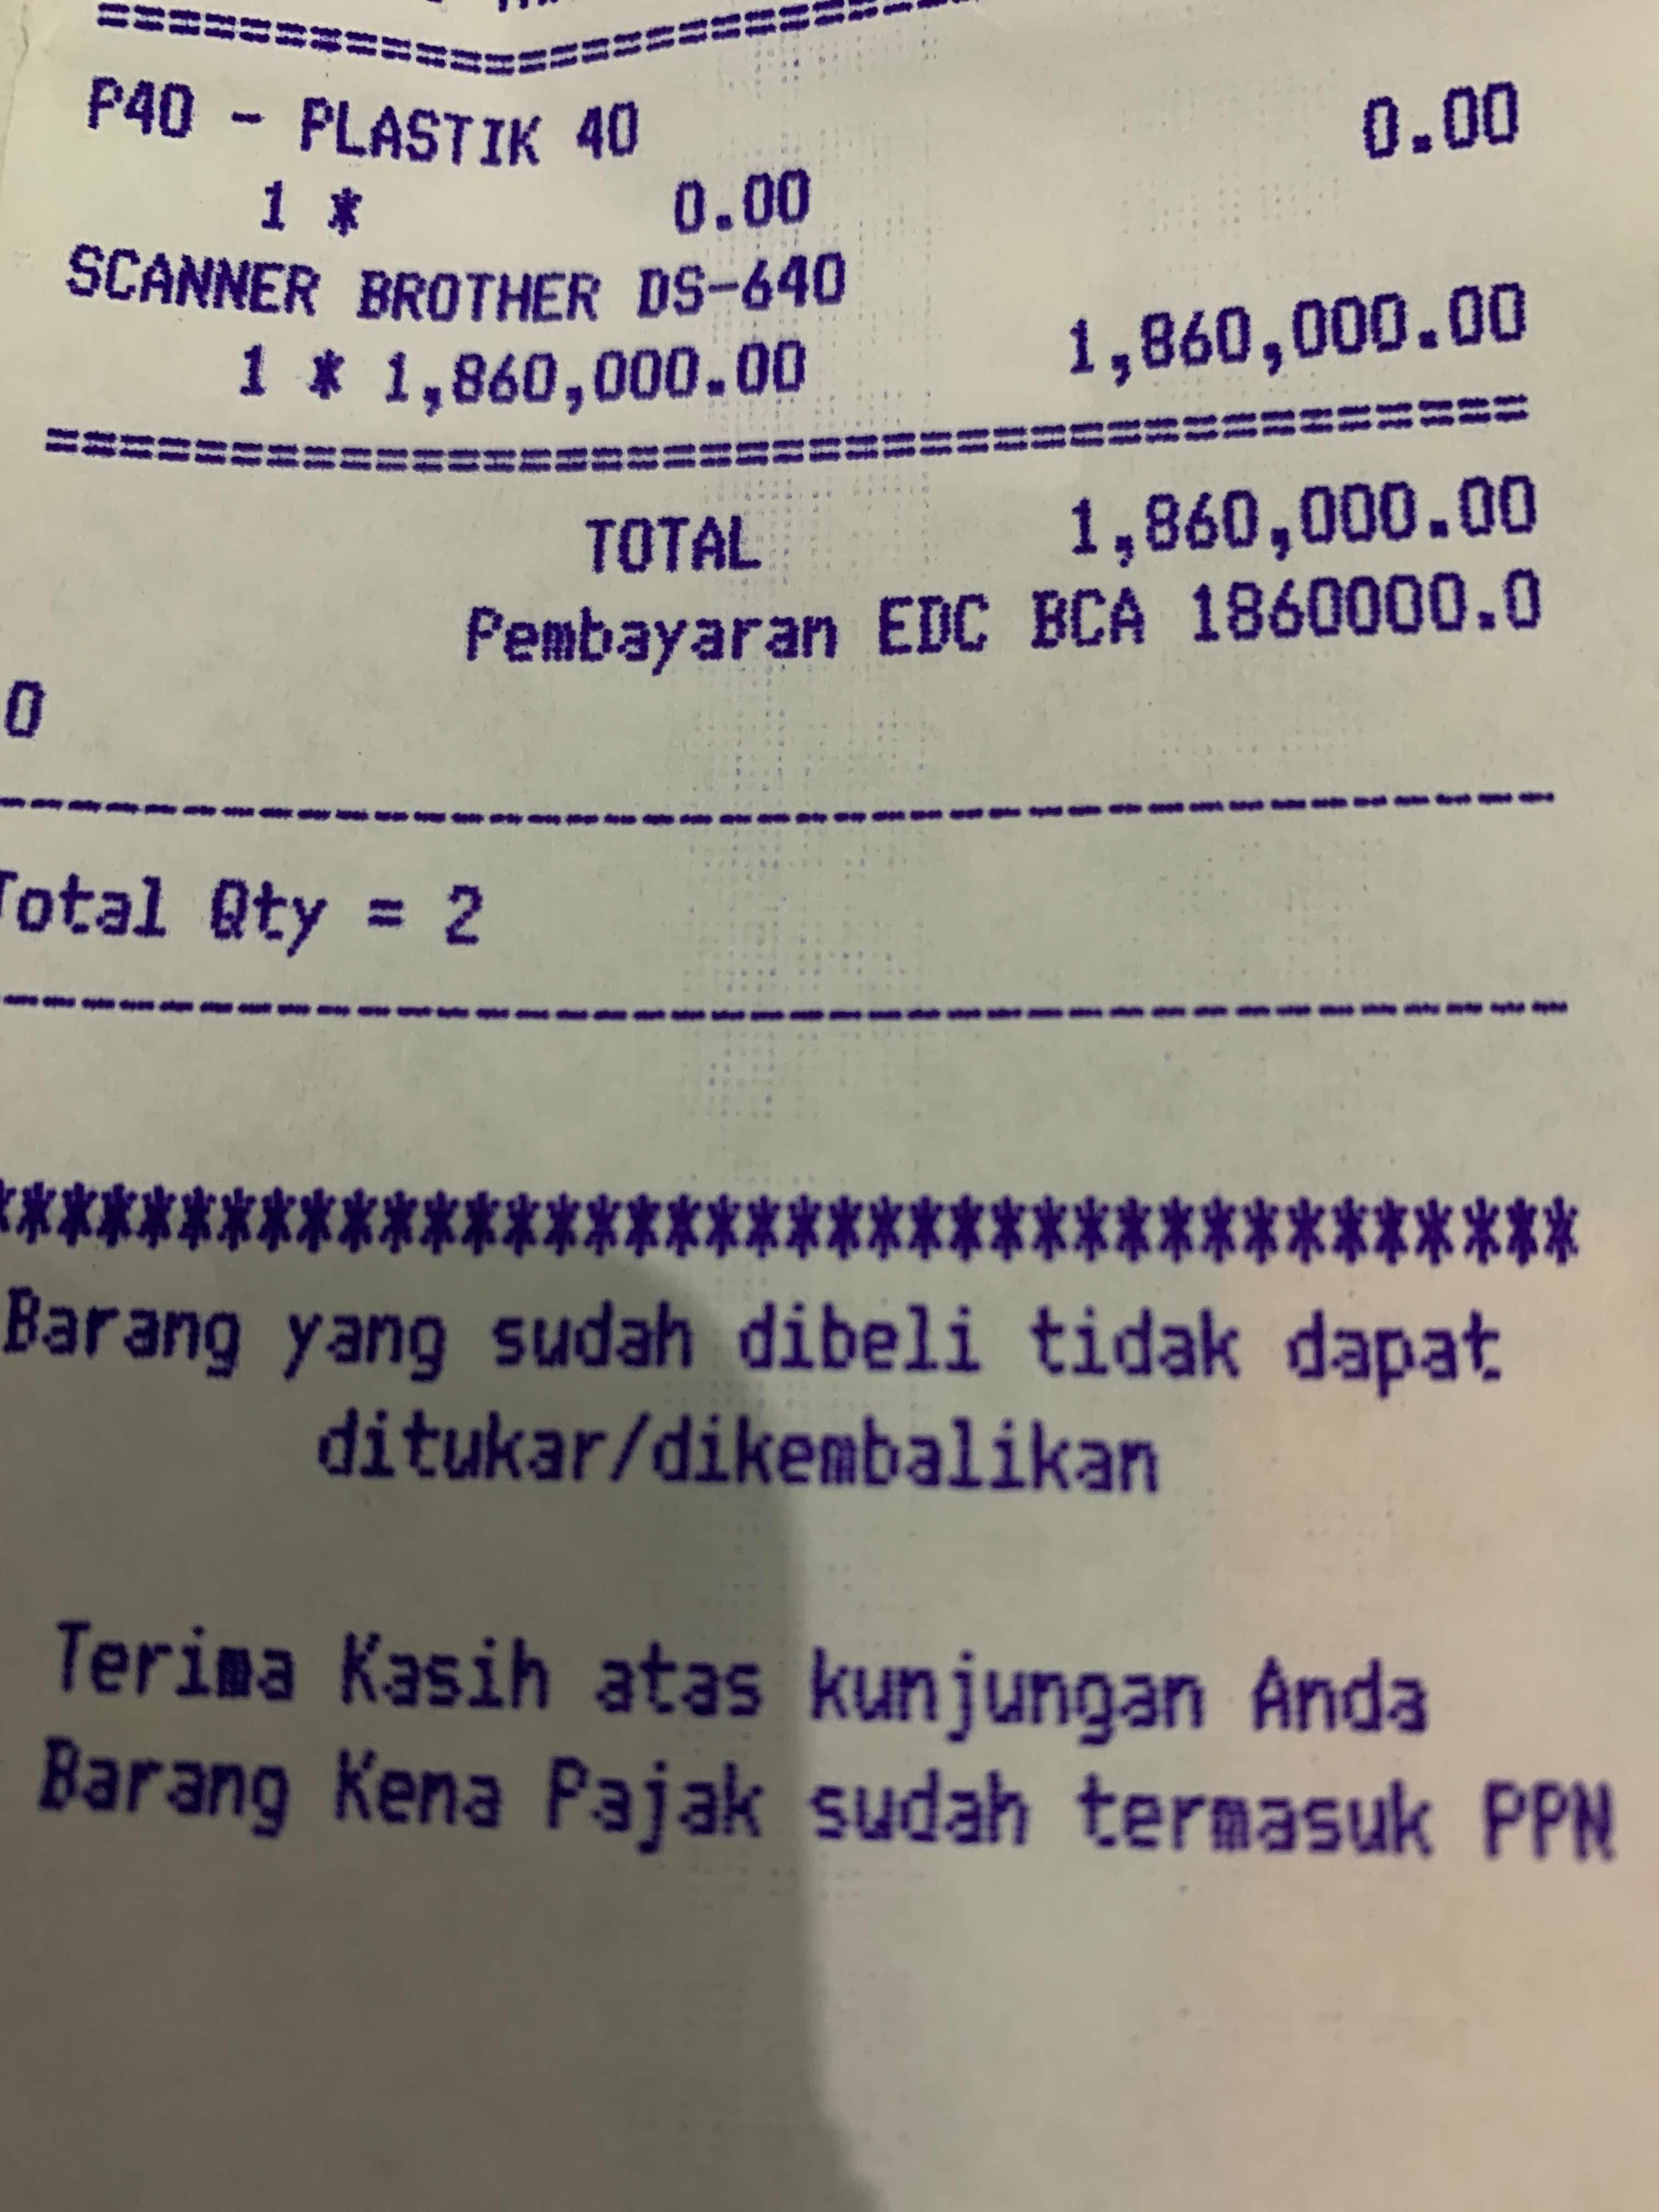 ==========================================
P40 - PLASTIK 40 0.00
1 * 0.00
SCANNER BROTHER DS-640
1 * 1,860,000.00 1,860,000.00
==========================================
TOTAL 1,860,000.00
Pembayaran EDC BCA 1860000.0
0
----------------------------------------
Total Qty = 2
----------------------------------------
****************************************
Barang yang sudah dibeli tidak dapat
ditukar/dikembalikan
Terima Kasih atas kunjungan Anda
Barang Kena Pajak sudah termasuk PPN